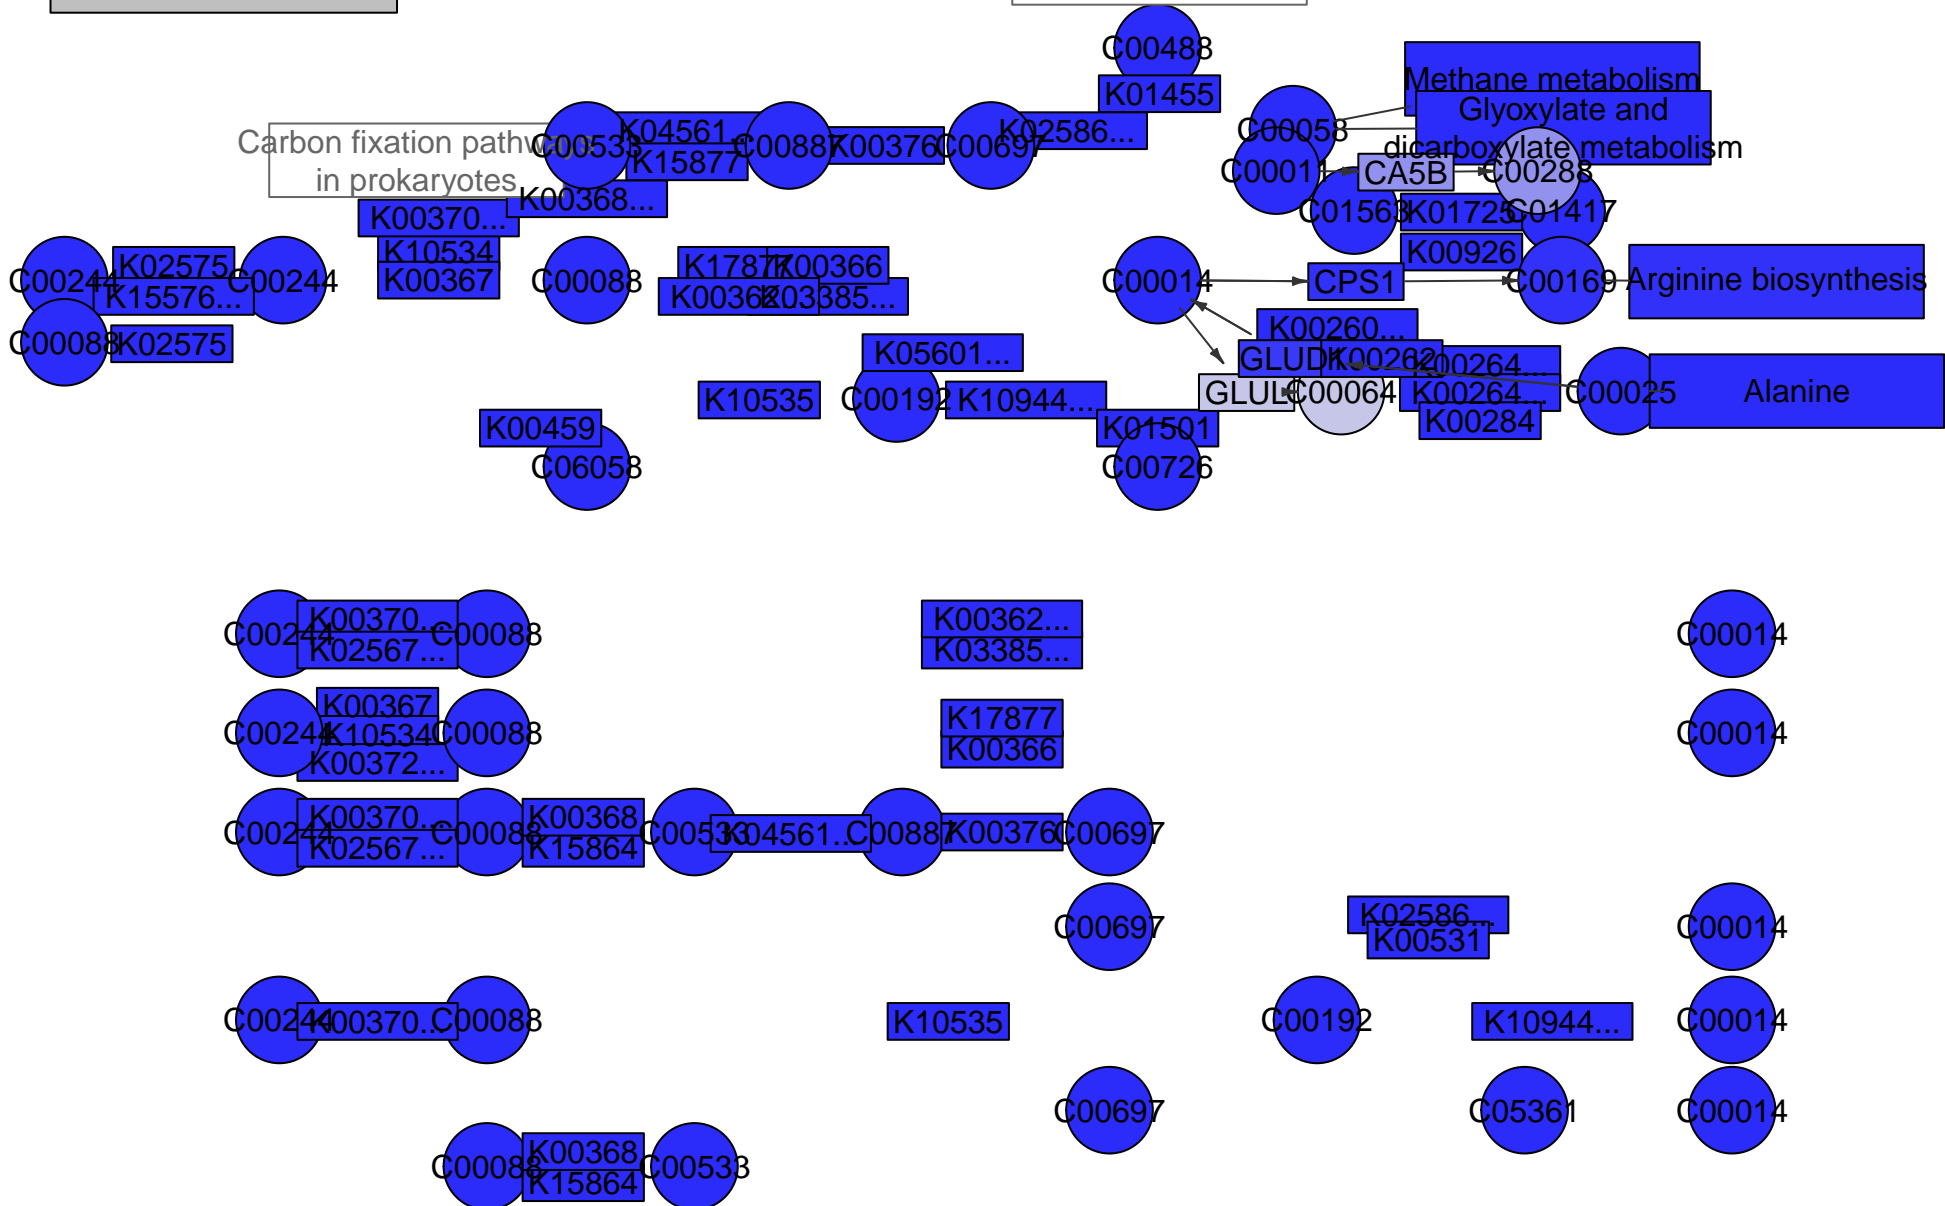 C00488
K01455
Methane metabolism
Glyoxylate and
dicarboxylate metabolism
C00058
Carbon fixation pathways
in prokaryotes
C00533
K04561...
K15877
C00887
K00376
C00697
K02586...
C00011
CA5B
C00288
K00368...
K00370...
C01563
K01725
C01417
K10534
K00367
K00926
C00244
K02575
K15576...
C00244
C00088
K17877
K00366
K00362...
K03385...
C00014
CPS1
C00169
Arginine biosynthesis
C00088
K02575
K00260...
K05601...
GLUD1
K00262
K00264...
K10535
C00192
K10944...
GLUL
C00064
K00264...
C00025
Alanine
K00459
K01501
K00284
C06058
C00726
C00244
K00370...
K02567...
C00088
K00362...
K03385...
C00014
C00244
K00367
K10534
K00372...
C00088
K17877
K00366
C00014
C00244
K00370...
K02567...
C00088
K00368
K15864
C00533
K04561...
C00887
K00376
C00697
C00697
K02586...
K00531
C00014
C00244
K00370...
C00088
K10535
C00192
K10944...
C00014
C00697
C05361
C00014
C00088
K00368
K15864
C00533